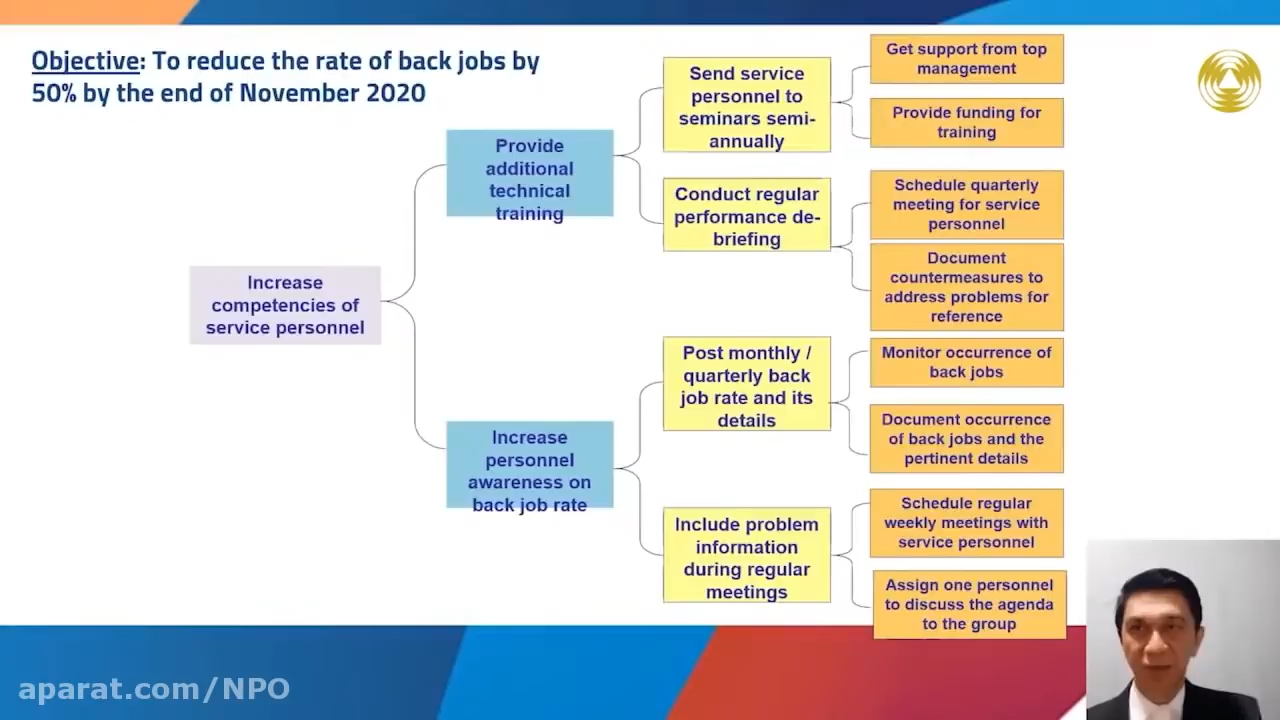 Objective: To reduce the rate of back jobs by
50% by the end of November 2020
Increase
competencies of
service personnel
Provide
additional
technical
training
Increase
personnel
awareness on
back job rate
Send service
personnel to
seminars semi-
annually
Conduct regular
performance de-
briefing
Post monthly /
quarterly back
job rate and its
details
Include problem
information
during regular
meetings
Get support from top
management
Provide funding for
training
Schedule quarterly
meeting for service
personnel
Document
countermeasures to
address problems for
reference
Monitor occurrence of
back jobs
Document occurrence
of back jobs and the
pertinent details
Schedule regular
weekly meetings with
service personnel
Assign one personnel
to discuss the agenda
to the group
aparat.com/NPO